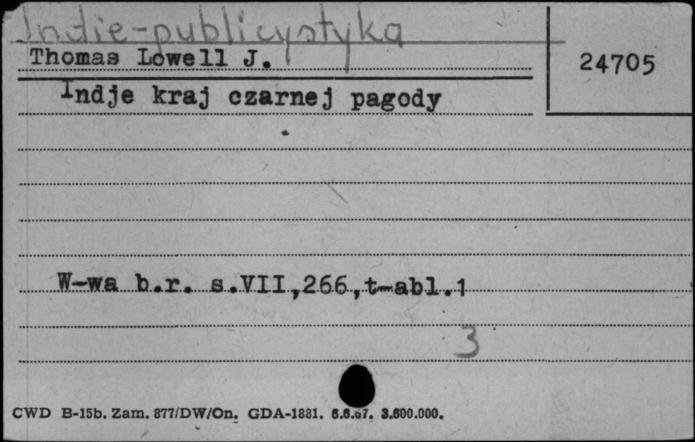 Indie-publicystyka
Thomas Lowell J.
24705
Indje kraj czarnej pagody
W-wa b.r. s.VII,266,t-abl.1
3
CWD B-15b. Zam. 877/DW/On. GDA-1881. 6.6.67. 3.600.000.